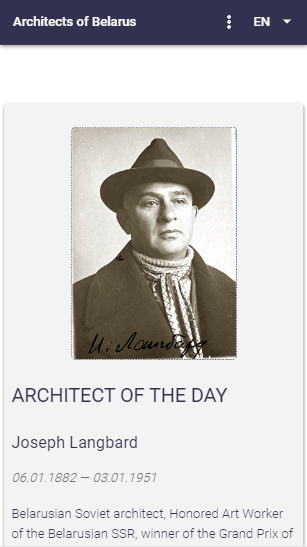 Architects of Belarus
EN
И. Лангбард
ARCHITECT OF THE DAY
Joseph Langbard
06.01.1882 — 03.01.1951
Belarusian Soviet architect, Honored Art Worker
of the Belarusian SSR, winner of the Grand Prix of